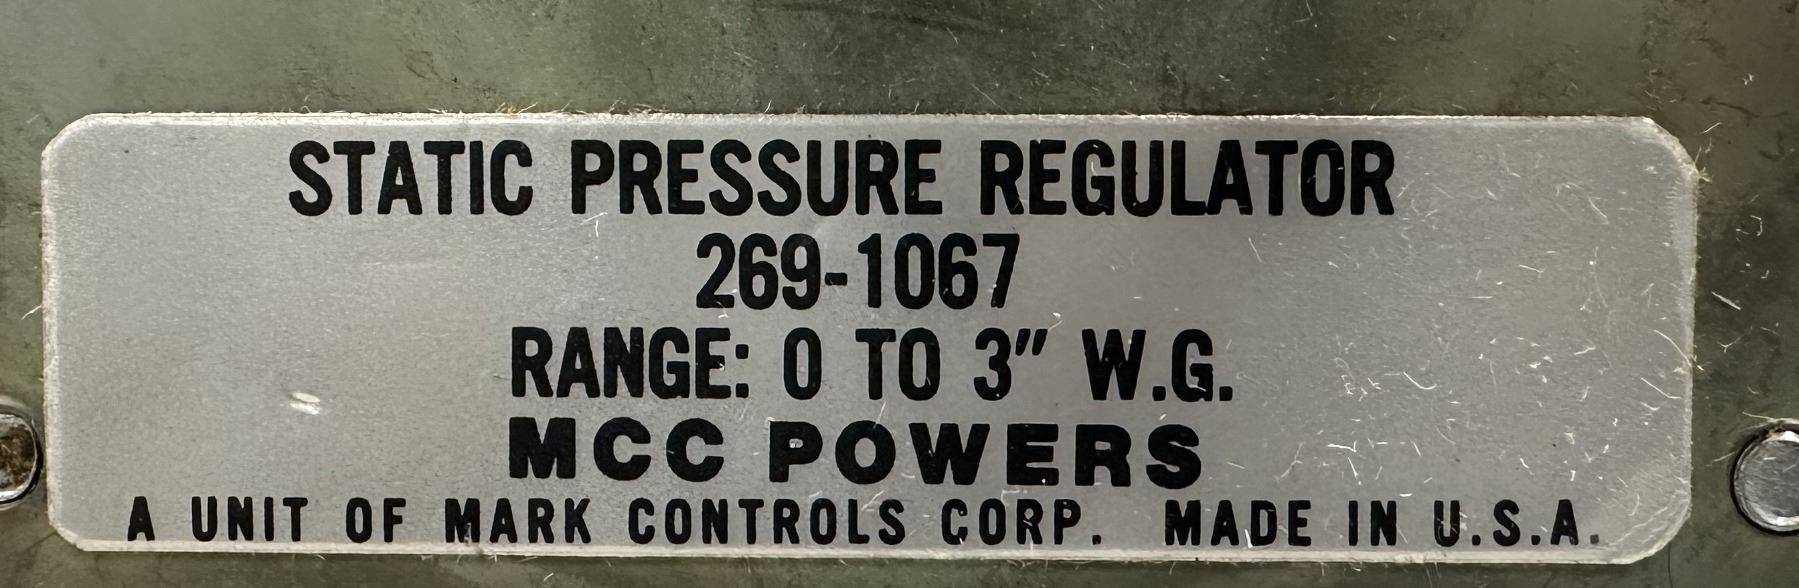 STATIC PRESSURE REGULATOR
269-1067
RANGE: 0 TO 3" W.G.
MCC POWERS
A UNIT OF MARK CONTROLS CORP. MADE IN U.S.A.